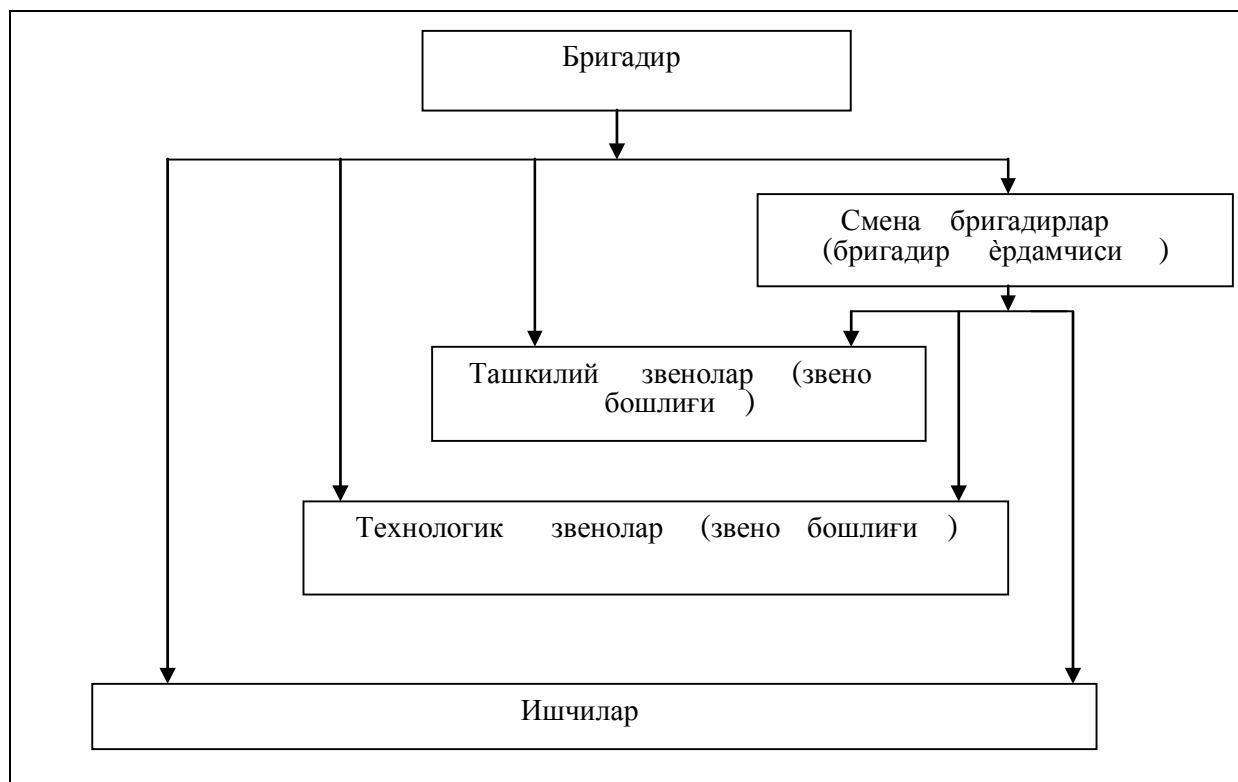 Бригадир
Смена бригадирлар
(бригадир ѐрдамчиси )
Ташкилий звенолар (звено
бошлиғи )
Технологик звенолар (звено бошлиғи )
Ишчилар